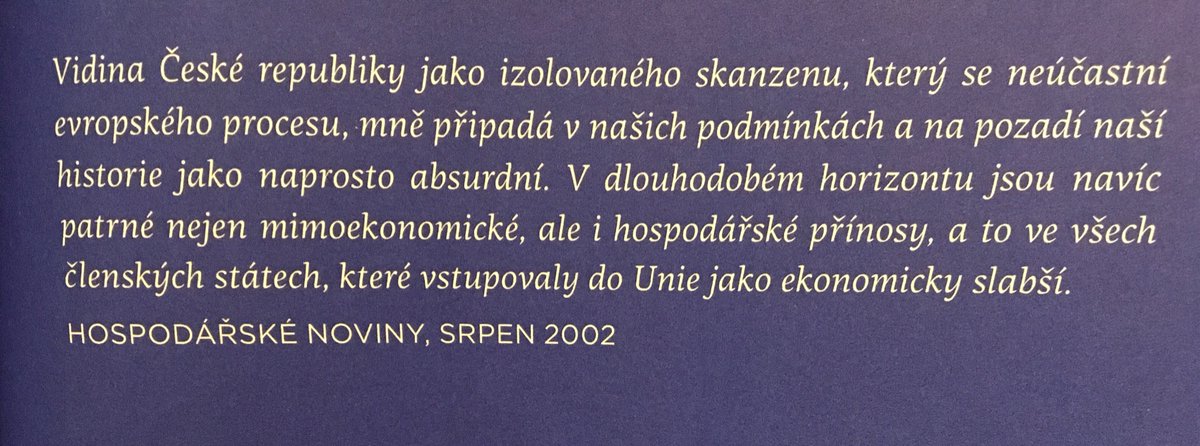 Vidina České republiky jako izolovaného skanzenu, který se neúčastní
evropského procesu, mně připadá v našich podmínkách a na pozadí naší
historie jako naprosto absurdní. V dlouhodobém horizontu jsou navíc
patrné nejen mimoekonomické, ale i hospodářské přínosy, a to ve všech
členských státech, které vstupovaly do Unie jako ekonomicky slabší.
HOSPODÁŘSKÉ NOVINY, SRPEN 2002